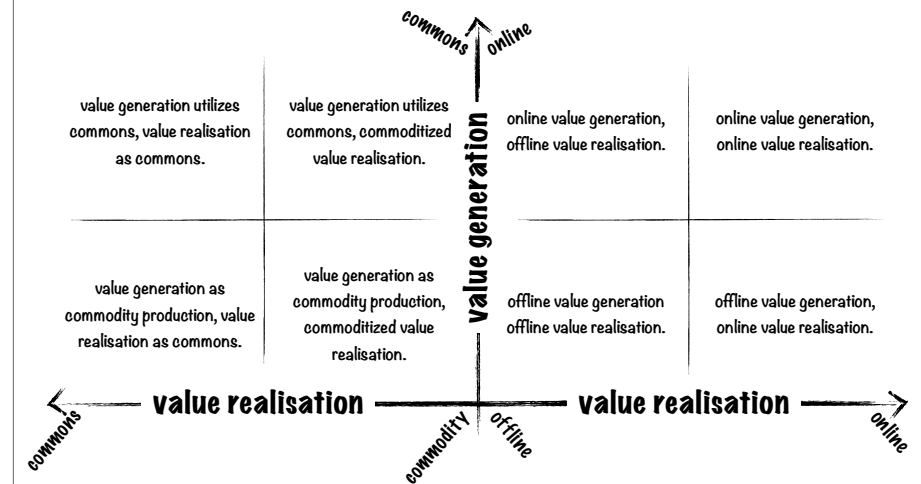 commons
online
value generation utilizes
commons, value realisation
as commons.
value generation utilizes
commons, commoditized
value realisation.
value generation
online value generation,
offline value realisation.
online value generation,
online value realisation.
value generation as
commodity production, value
realisation as commons.
value generation as
commodity production,
commoditized value
realisation.
offline value generation
offline value realisation.
offline value generation,
online value realisation.
value realisation
value realisation
commons
commodity
offline
online